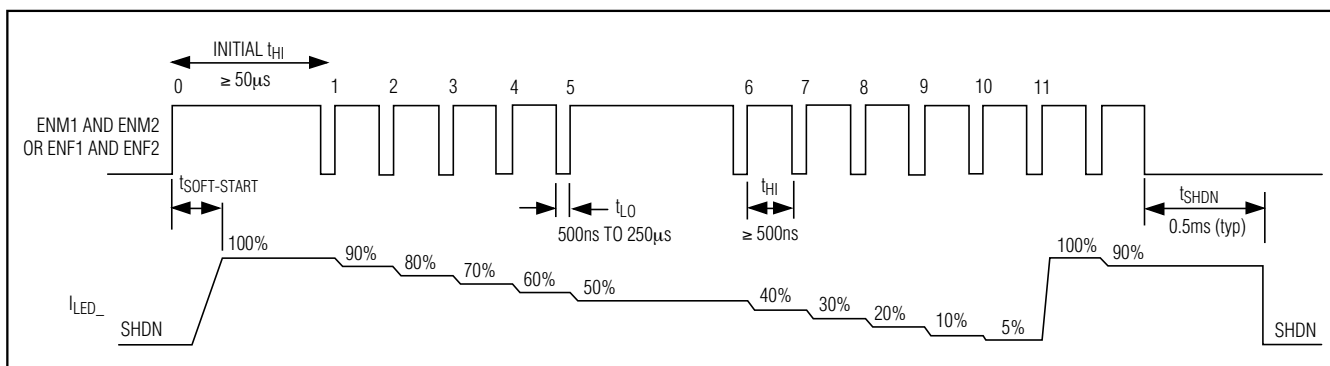 INITIAL tHI
≥ 50μs
0 1 2 3 4 5 6 7 8 9 10 11
ENM1 AND ENM2
OR ENF1 AND ENF2
tSOFT-START
tLO
500ns TO 250μs
tHI
≥ 500ns
tSHDN
0.5ms (typ)
ILED_
SHDN
100% 90% 80% 70% 60% 50% 40% 30% 20% 10% 5% 100% 90%
SHDN